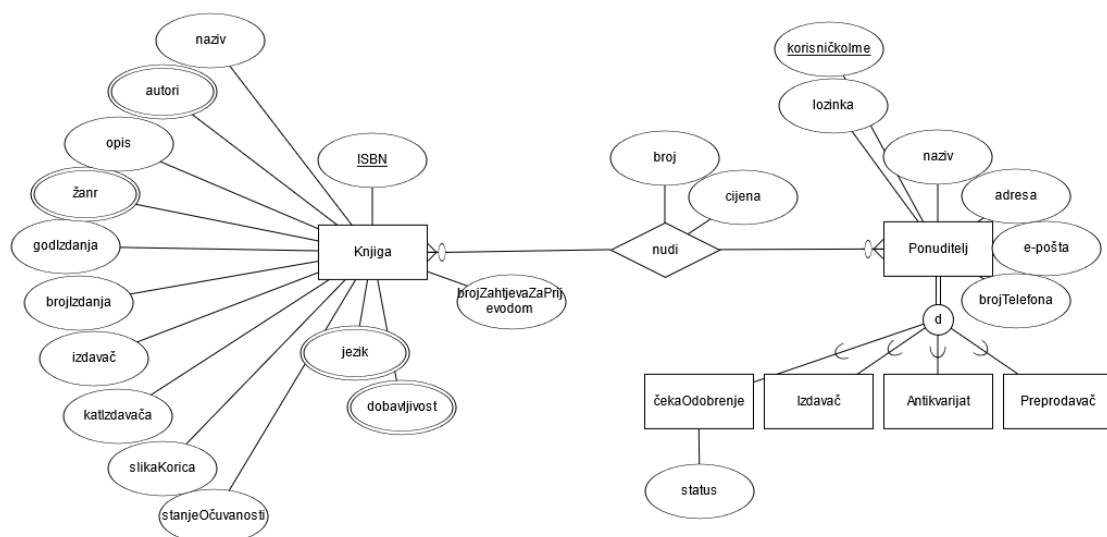 naziv
korisničkoIme
autori
lozinka
opis
ISBN
broj
naziv
žanr
cijena
adresa
godIzdanja
Knjiga
nudi
Ponuditelj
e-pošta
brojIzdanja
brojZahtjevaZaPrij
evodom
brojTelefona
d
izdavač
jezik
čekaOdobrenje
Izdavač
Antikvarijat
Preprodavač
katIzdavača
dobavljivost
slikaKorica
status
stanjeOčuvanosti